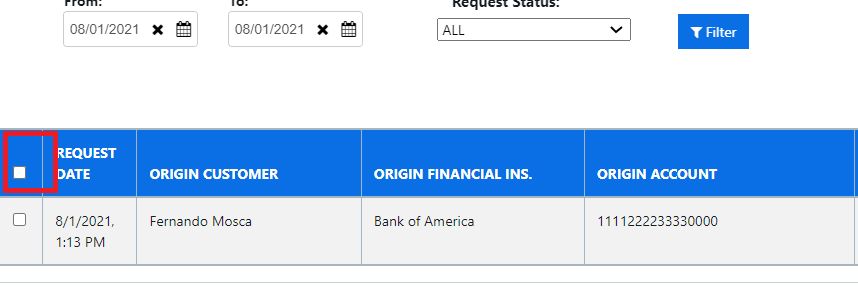 From:
To:
Request Status:
08/01/2021
08/01/2021
ALL
Filter
REQUEST
DATE
ORIGIN CUSTOMER
ORIGIN FINANCIAL INS.
ORIGIN ACCOUNT
8/1/2021,
1:13 PM
Fernando Mosca
Bank of America
1111222233330000